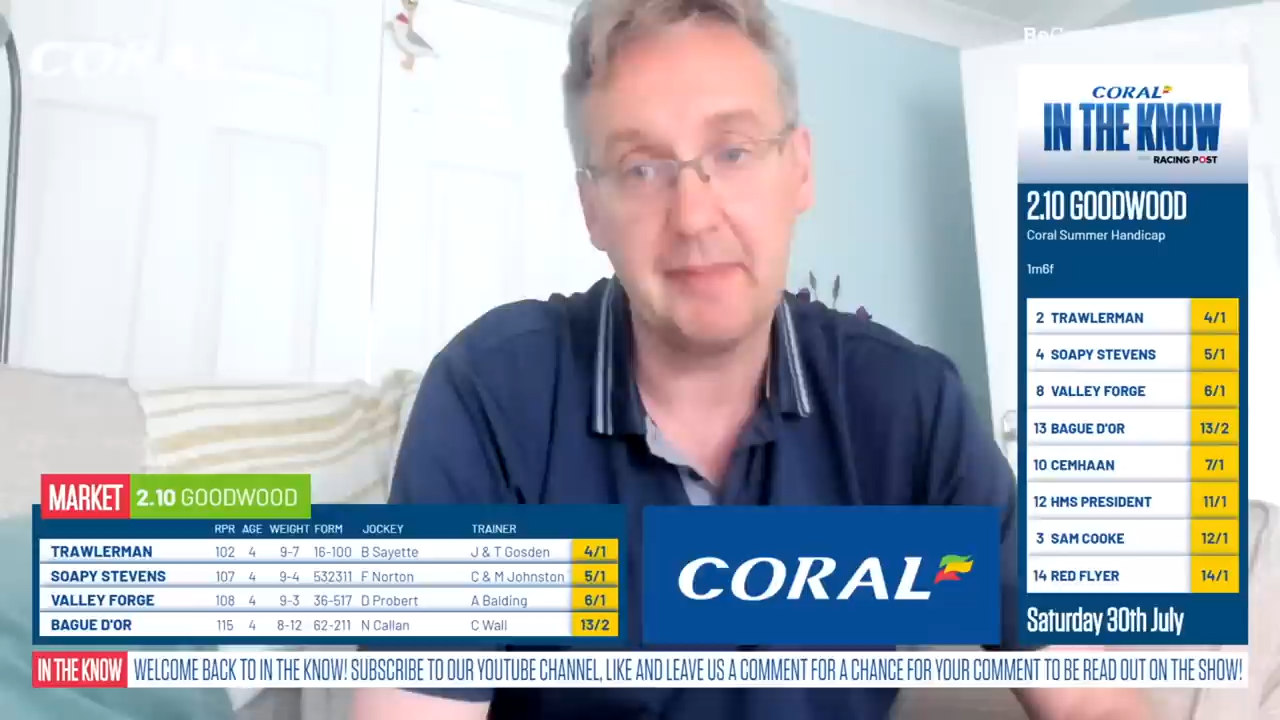 CORAL
CORAL
IN THE KNOW
RACING POST
2.10 GOODWOOD
Coral Summer Handicap
1m6f
2 TRAWLERMAN 4/1
4 SOAPY STEVENS 5/1
8 VALLEY FORGE 6/1
13 BAGUE D'OR 13/2
10 CEMHAAN 7/1
12 HMS PRESIDENT 11/1
3 SAM COOKE 12/1
14 RED FLYER 14/1
Saturday 30th July
MARKET 2.10 GOODWOOD
RPR AGE WEIGHT FORM JOCKEY TRAINER
TRAWLERMAN 102 4 9-7 16-100 B Sayette J & T Gosden 4/1
SOAPY STEVENS 107 4 9-4 532311 F Norton C & M Johnston 5/1
VALLEY FORGE 108 4 9-3 36-517 D Probert A Balding 6/1
BAGUE D'OR 115 4 8-12 62-211 N Callan C Wall 13/2
CORAL
IN THE KNOW WELCOME BACK TO IN THE KNOW! SUBSCRIBE TO OUR YOUTUBE CHANNEL, LIKE AND LEAVE US A COMMENT FOR A CHANCE FOR YOUR COMMENT TO BE READ OUT ON THE SHOW!